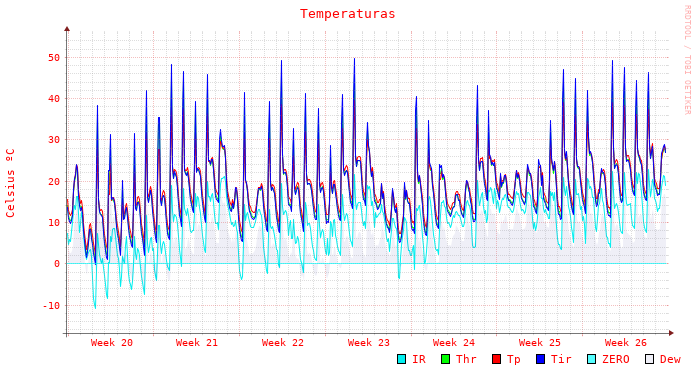 Temperaturas
RRDTOOL / TOBI OETIKER
Celsius ºC
50
40
30
20
10
0
-10
Week 20 Week 21 Week 22 Week 23 Week 24 Week 25 Week 26
IR Thr Tp Tir ZERO Dew